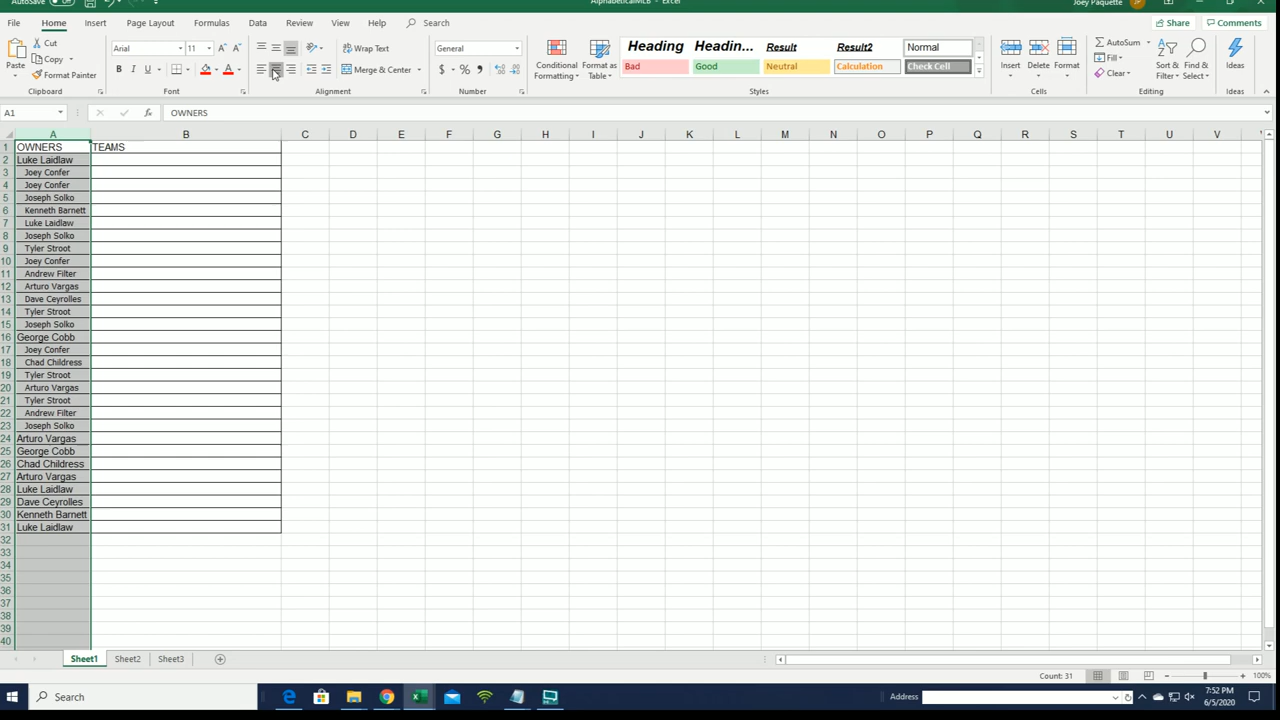 AutoSave Off AlphabeticalMLB - Excel Joey Paquette JP
File Home Insert Page Layout Formulas Data Review View Help Search Share Comments
Paste Cut Copy Format Painter Clipboard
Arial 11 B I U Font
Wrap Text Merge & Center Alignment
General $ % Number
Conditional Formatting Format as Table
Heading Headin... Result Result2 Normal
Bad Good Neutral Calculation Check Cell
Styles
Insert Delete Format Cells
AutoSum Fill Clear Sort & Filter Find & Select Editing
Ideas Ideas
A1 fx OWNERS
A B C D E F G H I J K L M N O P Q R S T U V
1 OWNERS TEAMS
2 Luke Laidlaw
3 Joey Confer
4 Joey Confer
5 Joseph Solko
6 Kenneth Barnett
7 Luke Laidlaw
8 Joseph Solko
9 Tyler Stroot
10 Joey Confer
11 Andrew Filter
12 Arturo Vargas
13 Dave Ceyrolles
14 Tyler Stroot
15 Joseph Solko
16 George Cobb
17 Joey Confer
18 Chad Childress
19 Tyler Stroot
20 Arturo Vargas
21 Tyler Stroot
22 Andrew Filter
23 Joseph Solko
24 Arturo Vargas
25 George Cobb
26 Chad Childress
27 Arturo Vargas
28 Luke Laidlaw
29 Dave Ceyrolles
30 Kenneth Barnett
31 Luke Laidlaw
32
33
34
35
36
37
38
39
40
Sheet1 Sheet2 Sheet3
Count: 31 100%
Search Address 7:52 PM
6/5/2020